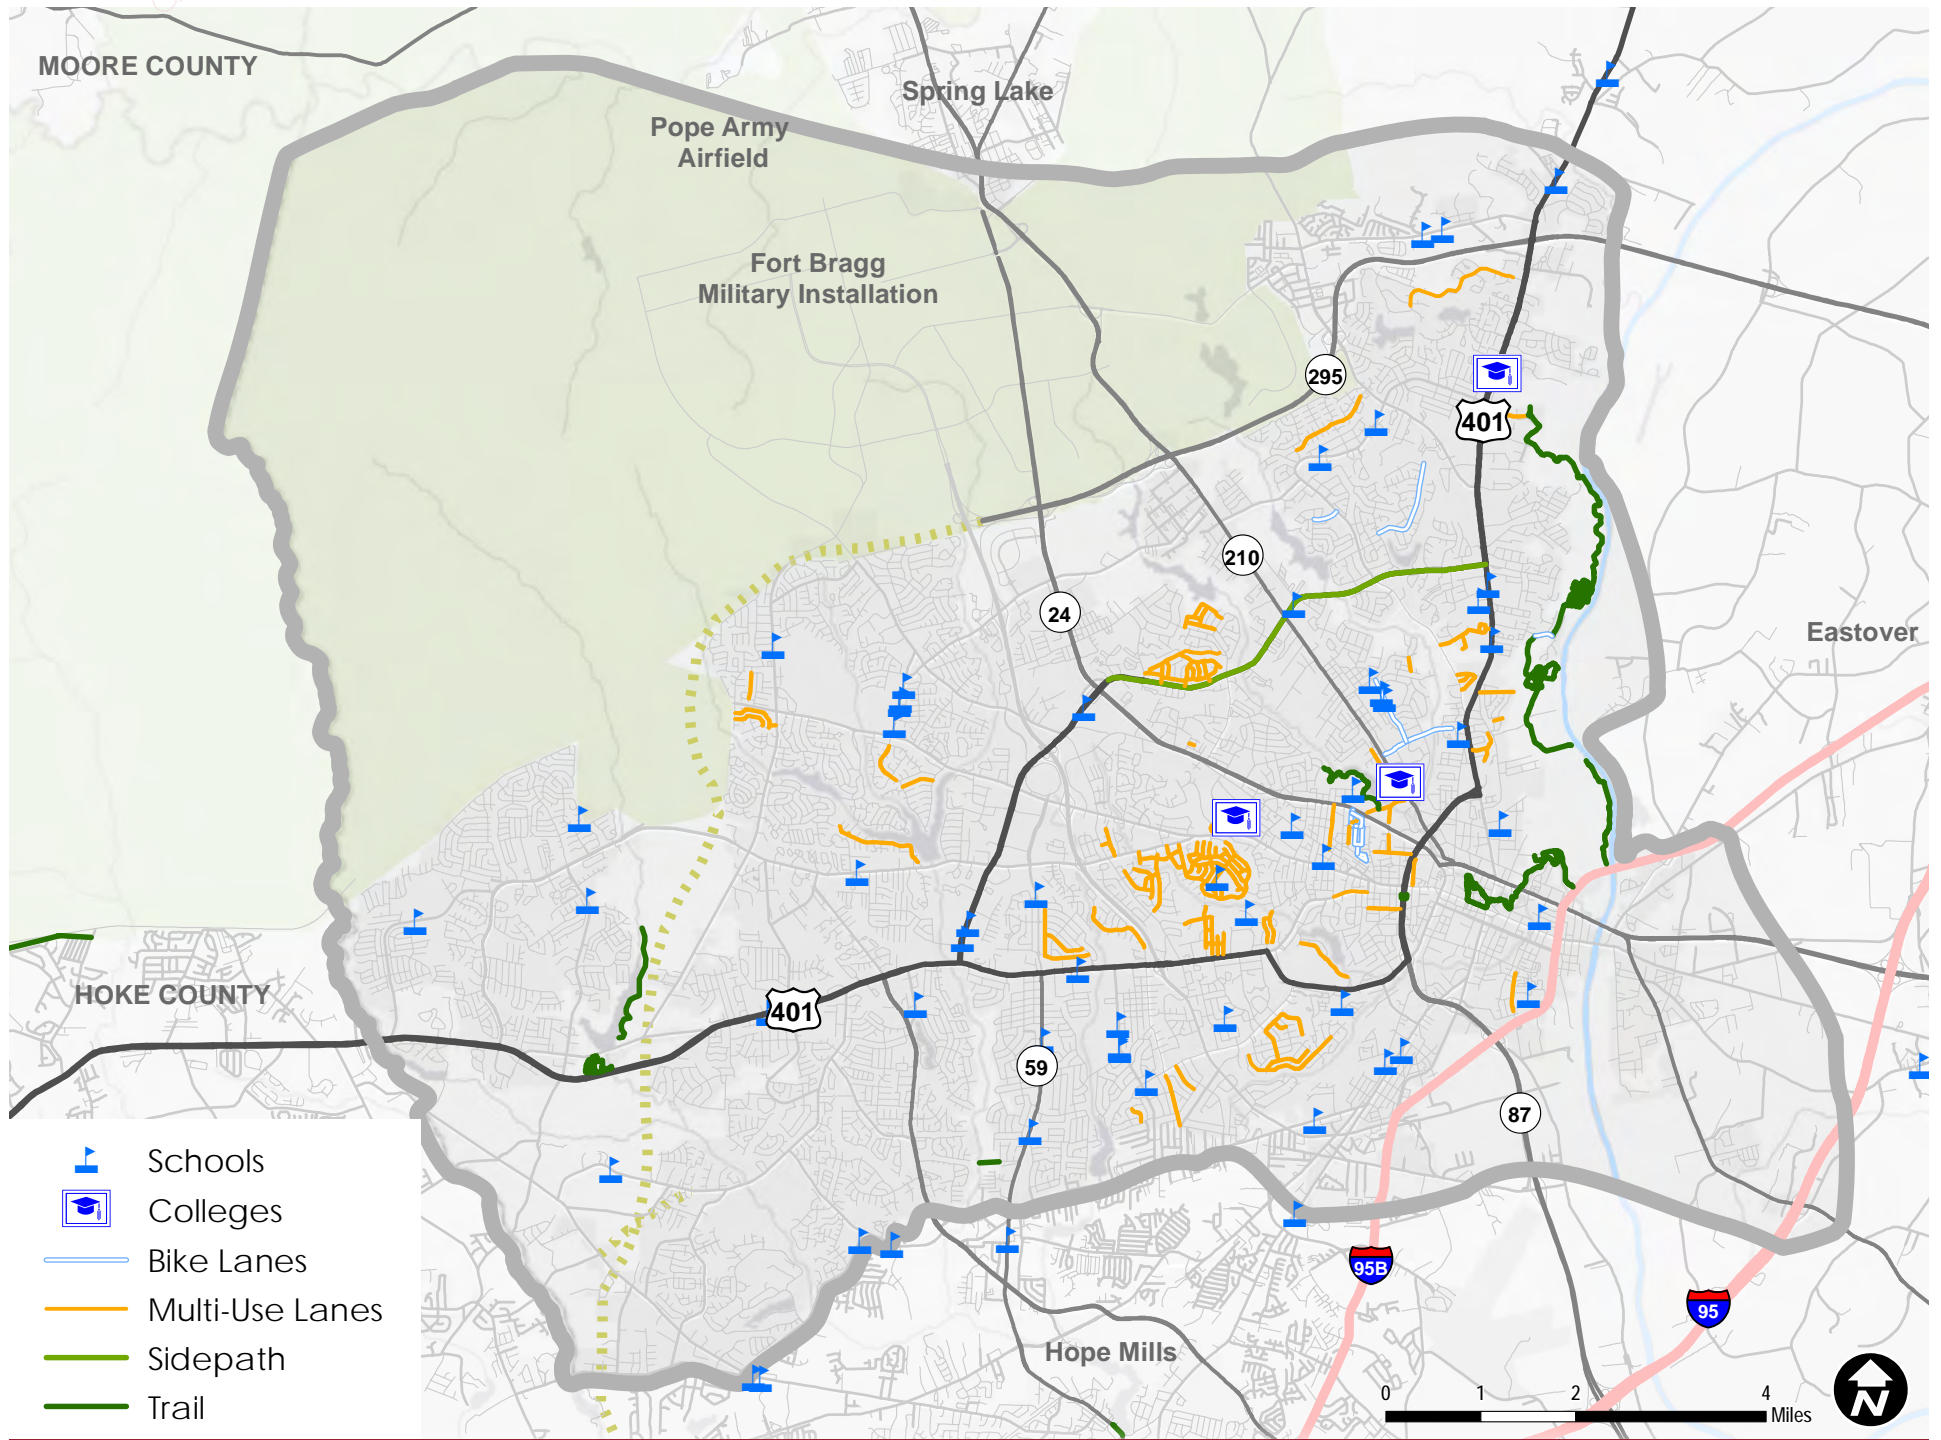 MOORE COUNTY
Spring Lake
Pope Army
Airfield
Fort Bragg
Military Installation
295
401
210
24
Eastover
HOKE COUNTY
401
59
87
Schools
Colleges
Bike Lanes
Multi-Use Lanes
Sidepath
Trail
95B
95
Hope Mills
0 1 2 4
Miles
N